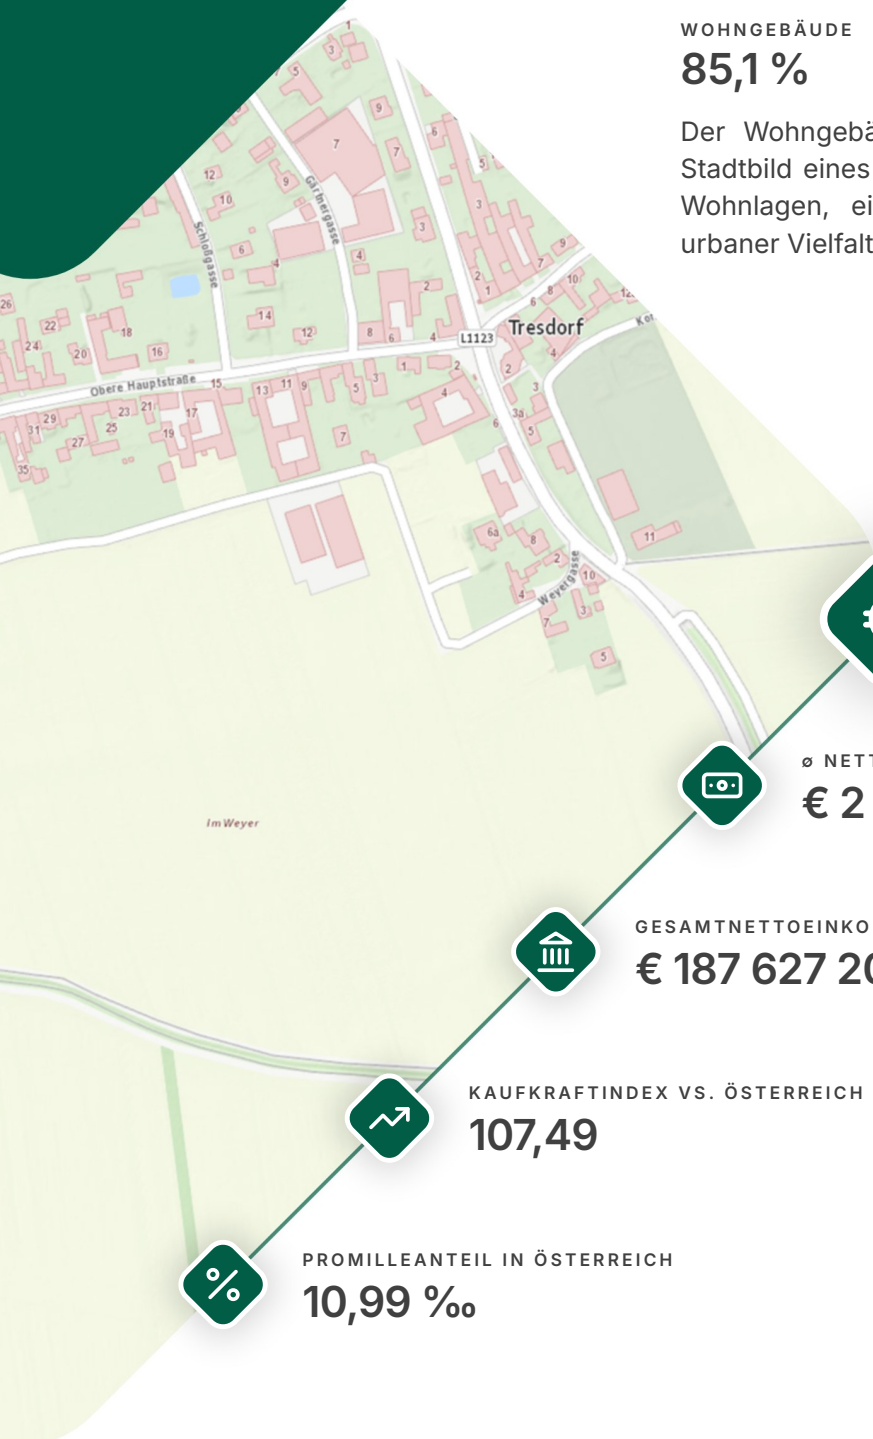 WOHNGEBÄUDE
85,1 %
Der Wohngebä
Stadtbild eines
Wohnlagen, ei
urbaner Vielfalt
Gärtnergasse
Schloßgasse
L1123
Tresdorf
Obere Hauptstraße
Weyergasse
Im Weyer
ø NETT
€ 2
GESAMTNETTOEINKO
€ 187 627 20
KAUFKRAFTINDEX VS. ÖSTERREICH
107,49
PROMILLEANTEIL IN ÖSTERREICH
10,99 ‰